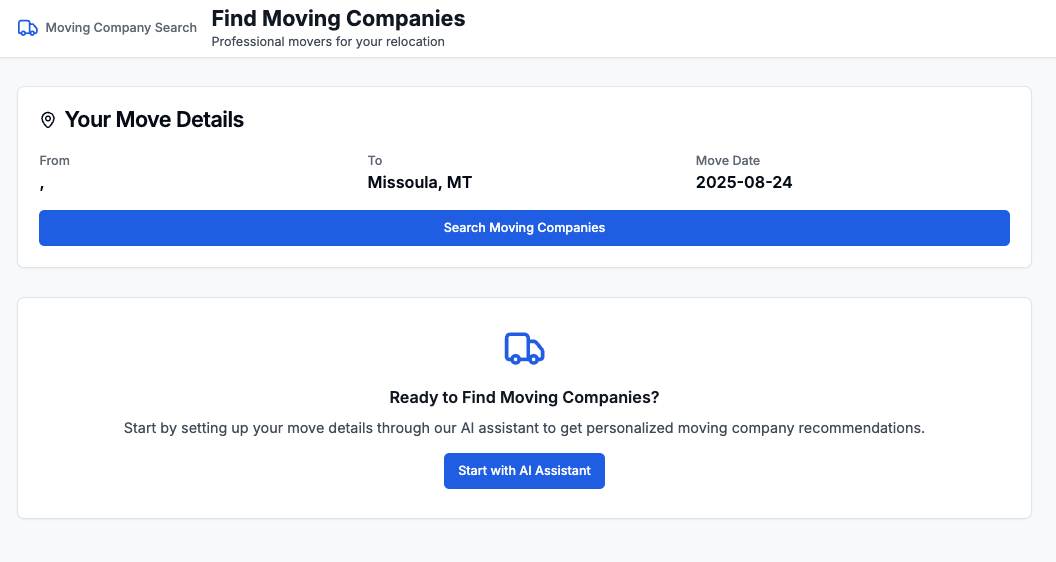 Moving Company Search
Find Moving Companies
Professional movers for your relocation
Your Move Details
From
,
To
Missoula, MT
Move Date
2025-08-24
Search Moving Companies
Ready to Find Moving Companies?
Start by setting up your move details through our AI assistant to get personalized moving company recommendations.
Start with AI Assistant